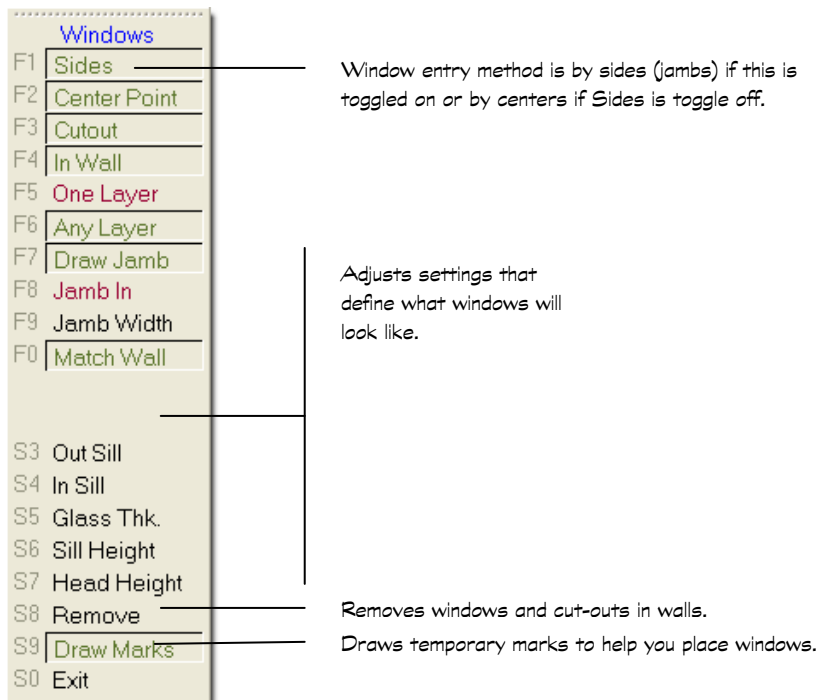 Windows
F1 Sides
F2 Center Point
F3 Cutout
F4 In Wall
F5 One Layer
F6 Any Layer
F7 Draw Jamb
F8 Jamb In
F9 Jamb Width
F0 Match Wall
S3 Out Sill
S4 In Sill
S5 Glass Thk.
S6 Sill Height
S7 Head Height
S8 Remove
S9 Draw Marks
S0 Exit
Window entry method is by sides (jambs) if this is
toggled on or by centers if Sides is toggle off.
Adjusts settings that
define what windows will
look like.
Removes windows and cut-outs in walls.
Draws temporary marks to help you place windows.